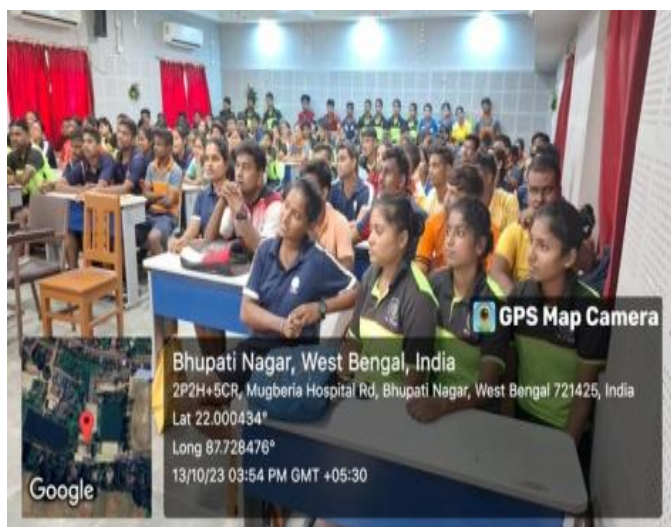 GPS Map Camera
Bhupati Nagar, West Bengal, India
2P2H+5CR, Mugberia Hospital Rd, Bhupati Nagar, West Bengal 721425, India
Lat 22.000434°
Long 87.728476°
13/10/23 03:54 PM GMT +05:30
Google